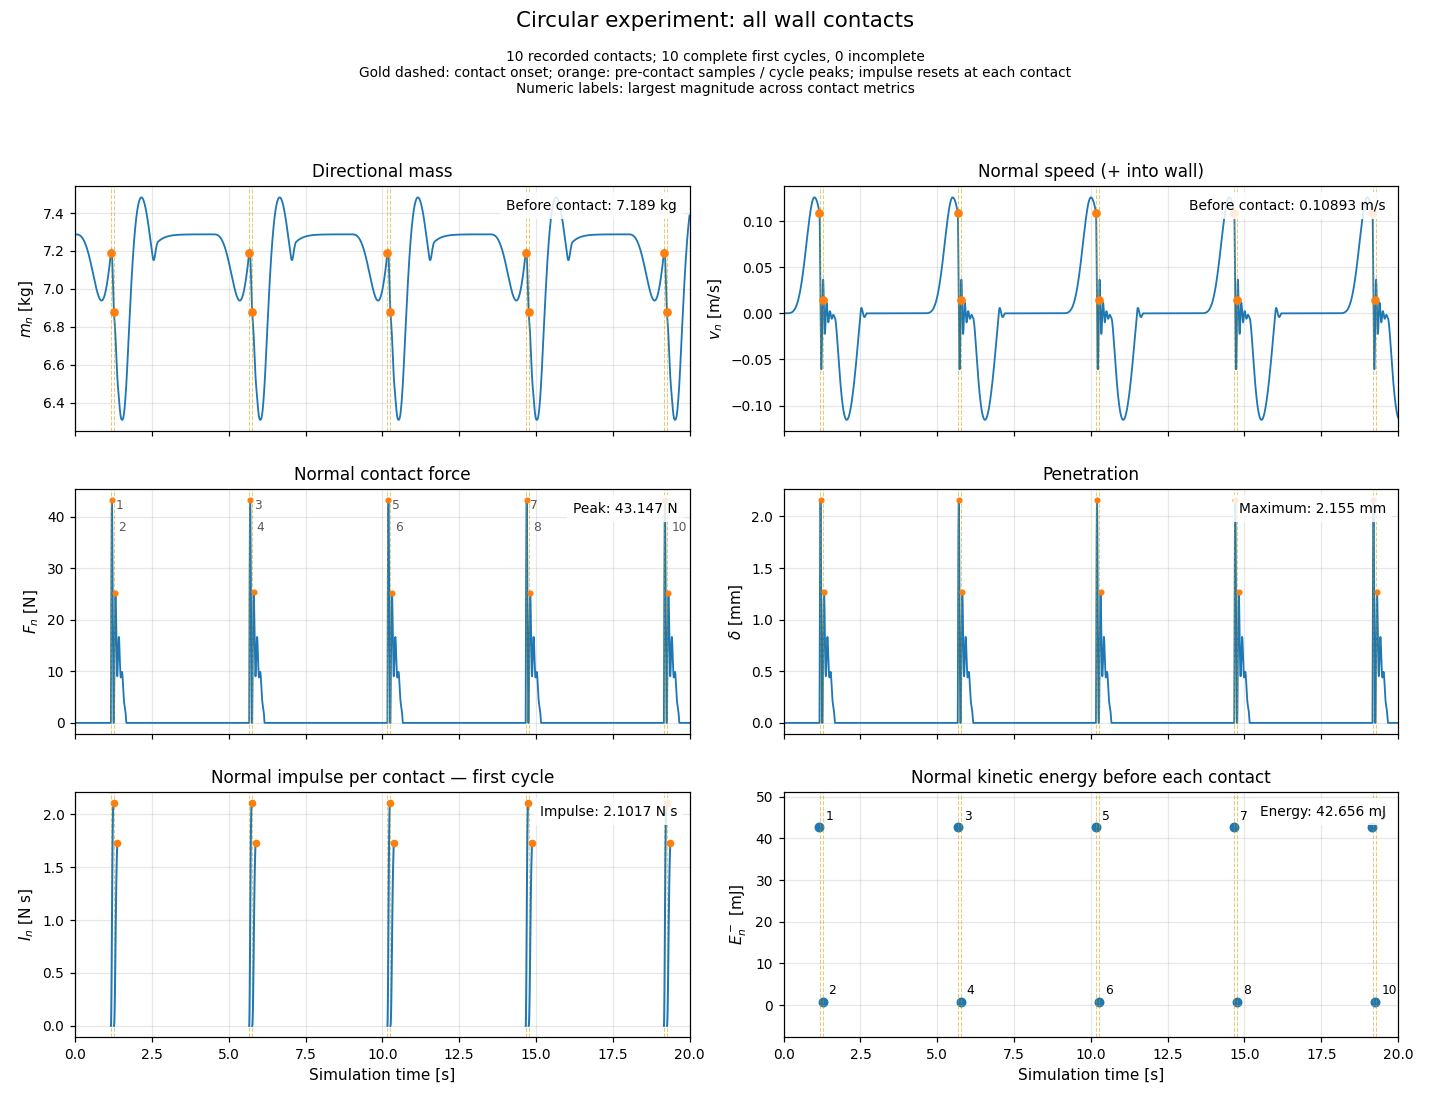 Circular experiment: all wall contacts
10 recorded contacts; 10 complete first cycles, 0 incomplete
Gold dashed: contact onset; orange: pre-contact samples / cycle peaks; impulse resets at each contact
Numeric labels: largest magnitude across contact metrics
Directional mass
Before contact: 7.189 kg
7.4
7.2
7.0
6.8
6.6
6.4
mₙ [kg]
Normal speed (+ into wall)
Before contact: 0.10893 m/s
0.10
0.05
0.00
−0.05
−0.10
vₙ [m/s]
Normal contact force
Peak: 43.147 N
1
2
3
4
5
6
7
8
10
40
30
20
10
0
Fₙ [N]
Penetration
Maximum: 2.155 mm
2.0
1.5
1.0
0.5
0.0
δ [mm]
Normal impulse per contact — first cycle
Impulse: 2.1017 N s
2.0
1.5
1.0
0.5
0.0
Iₙ [N s]
0.0 2.5 5.0 7.5 10.0 12.5 15.0 17.5 20.0
Simulation time [s]
Normal kinetic energy before each contact
Energy: 42.656 mJ
1
3
5
7
2
4
6
8
10
50
40
30
20
10
0
Eₙ⁻ [mJ]
0.0 2.5 5.0 7.5 10.0 12.5 15.0 17.5 20.0
Simulation time [s]